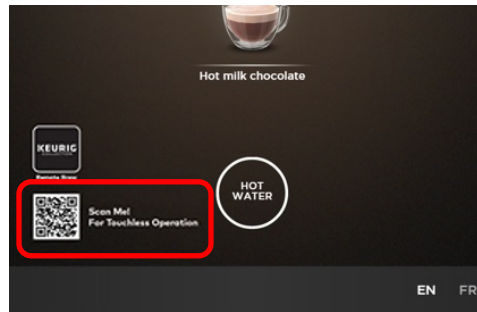 Hot milk chocolate
KEURIG
Remote Brew
HOT
WATER
Scan Me!
For Touchless Operation
EN FR